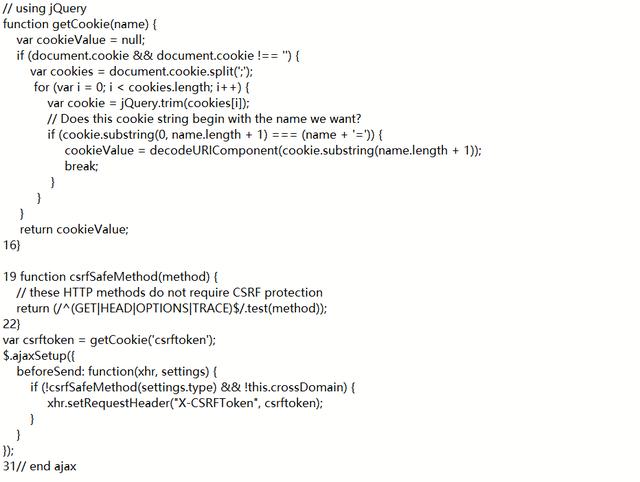 // using jQuery
function getCookie(name) {
    var cookieValue = null;
    if (document.cookie && document.cookie !== '') {
        var cookies = document.cookie.split(';');
         for (var i = 0; i < cookies.length; i++) {
             var cookie = jQuery.trim(cookies[i]);
             // Does this cookie string begin with the name we want?
             if (cookie.substring(0, name.length + 1) === (name + '=')) {
                  cookieValue = decodeURIComponent(cookie.substring(name.length + 1));
                  break;
              }
          }
     }
     return cookieValue;
16}
19 function csrfSafeMethod(method) {
    // these HTTP methods do not require CSRF protection
    return (/^(GET|HEAD|OPTIONS|TRACE)$/.test(method));
22}
var csrftoken = getCookie('csrftoken');
$.ajaxSetup({
    beforeSend: function(xhr, settings) {
        if (!csrfSafeMethod(settings.type) && !this.crossDomain) {
             xhr.setRequestHeader("X-CSRFToken", csrftoken);
        }
    }
});
31// end ajax